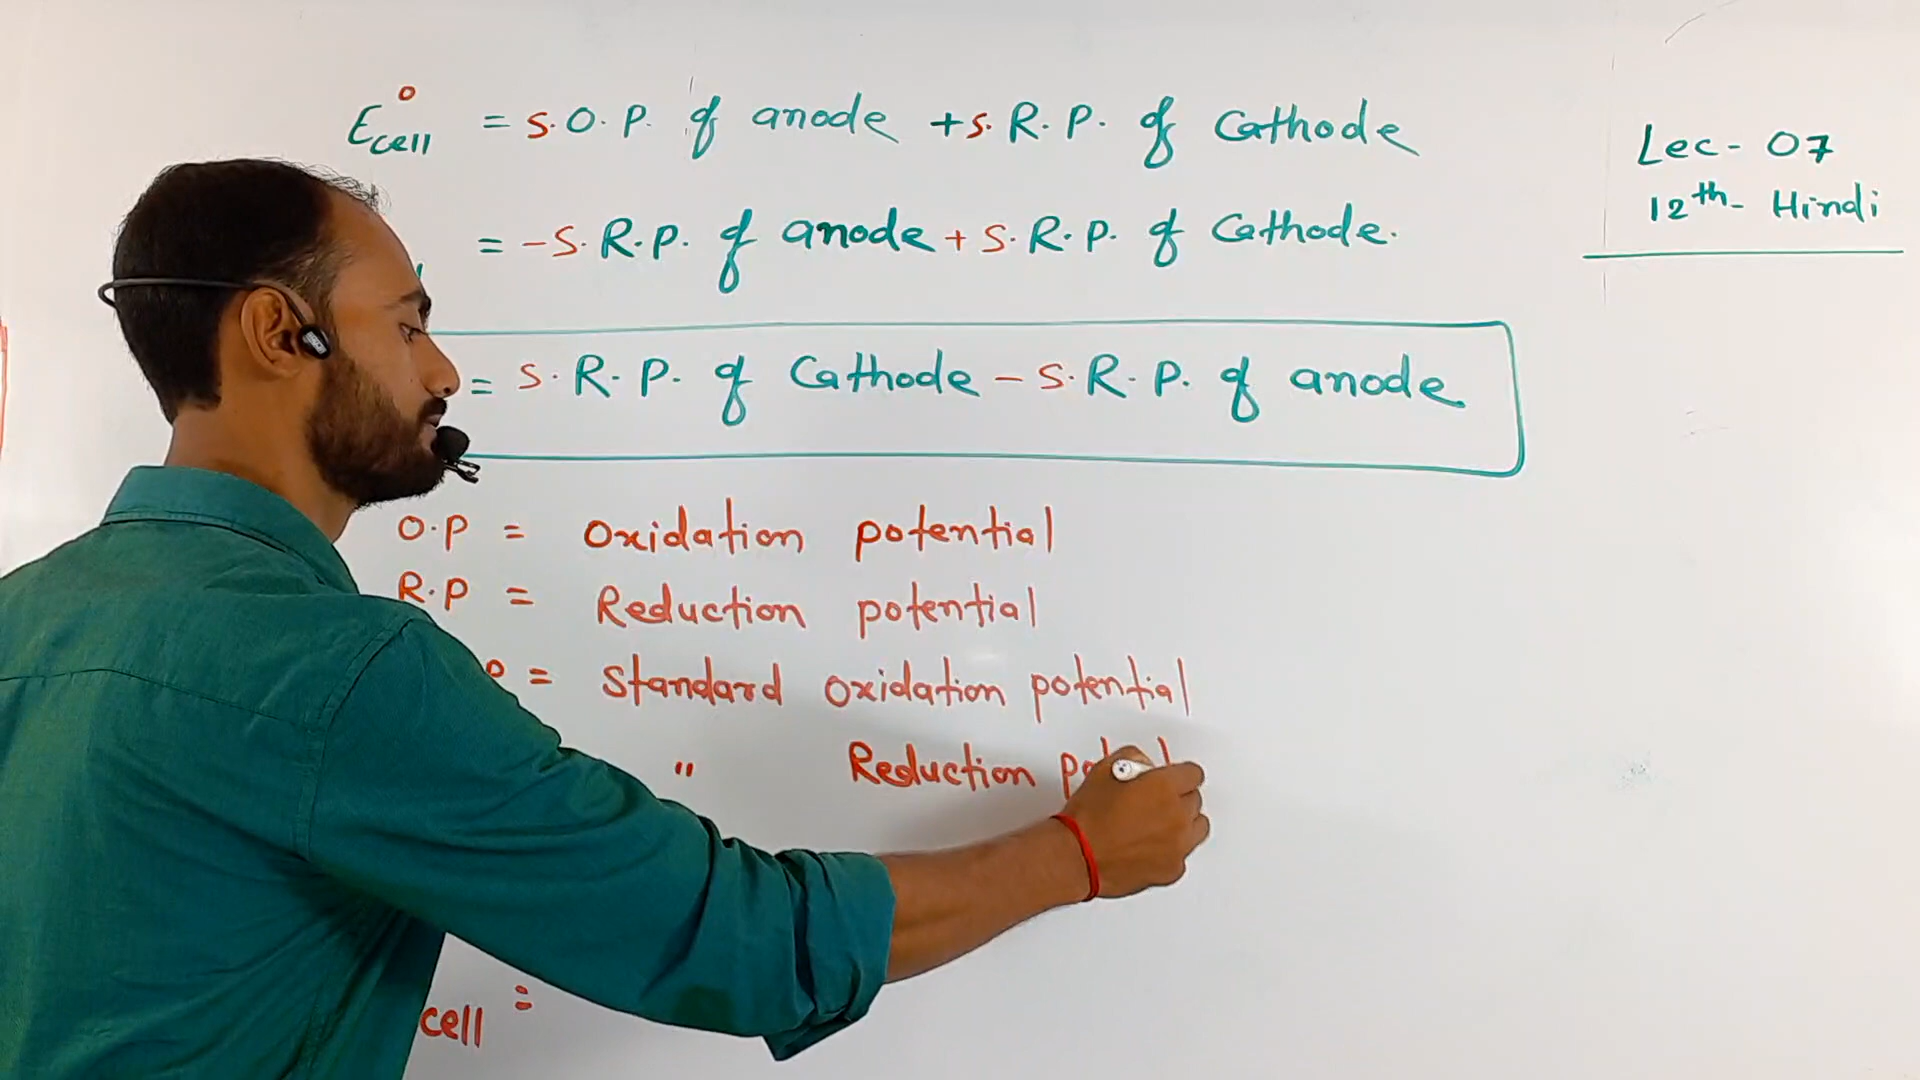 E°cell = S.O.P. of anode + S.R.P. of Cathode
= -S.R.P. of anode + S.R.P. of Cathode.
= S.R.P. of Cathode - S.R.P. of anode
O.P = Oxidation potential
R.P = Reduction potential
= Standard oxidation potential
" Reduction
cell =
Lec- 07
12th- Hindi